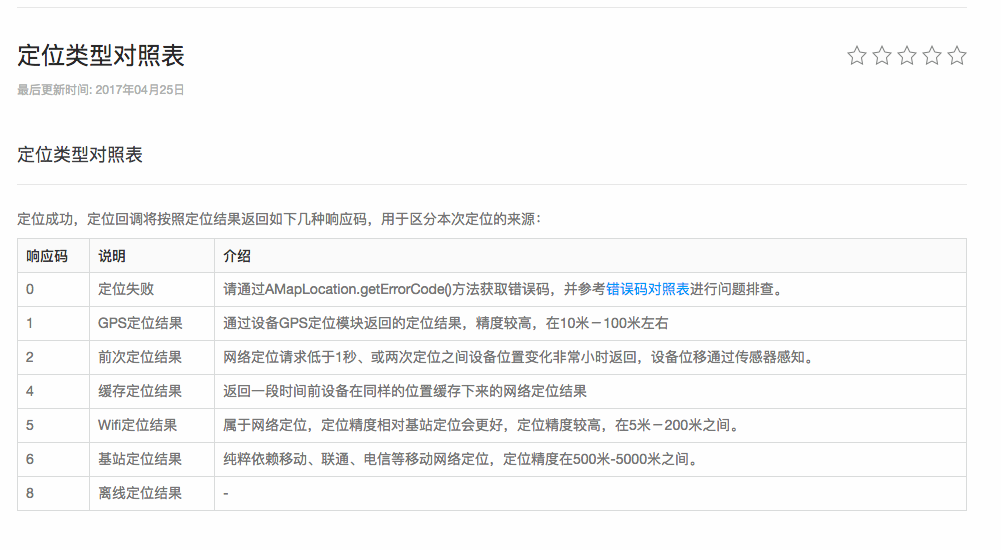 定位类型对照表
最后更新时间: 2017年04月25日
定位类型对照表
定位成功，定位回调将按照定位结果返回如下几种响应码，用于区分本次定位的来源：
响应码 说明 介绍
0 定位失败 请通过AMapLocation.getErrorCode()方法获取错误码，并参考错误码对照表进行问题排查。
1 GPS定位结果 通过设备GPS定位模块返回的定位结果，精度较高，在10米－100米左右
2 前次定位结果 网络定位请求低于1秒、或两次定位之间设备位置变化非常小时返回，设备位移通过传感器感知。
4 缓存定位结果 返回一段时间前设备在同样的位置缓存下来的网络定位结果
5 Wifi定位结果 属于网络定位，定位精度相对基站定位会更好，定位精度较高，在5米－200米之间。
6 基站定位结果 纯粹依赖移动、联通、电信等移动网络定位，定位精度在500米-5000米之间。
8 离线定位结果 -